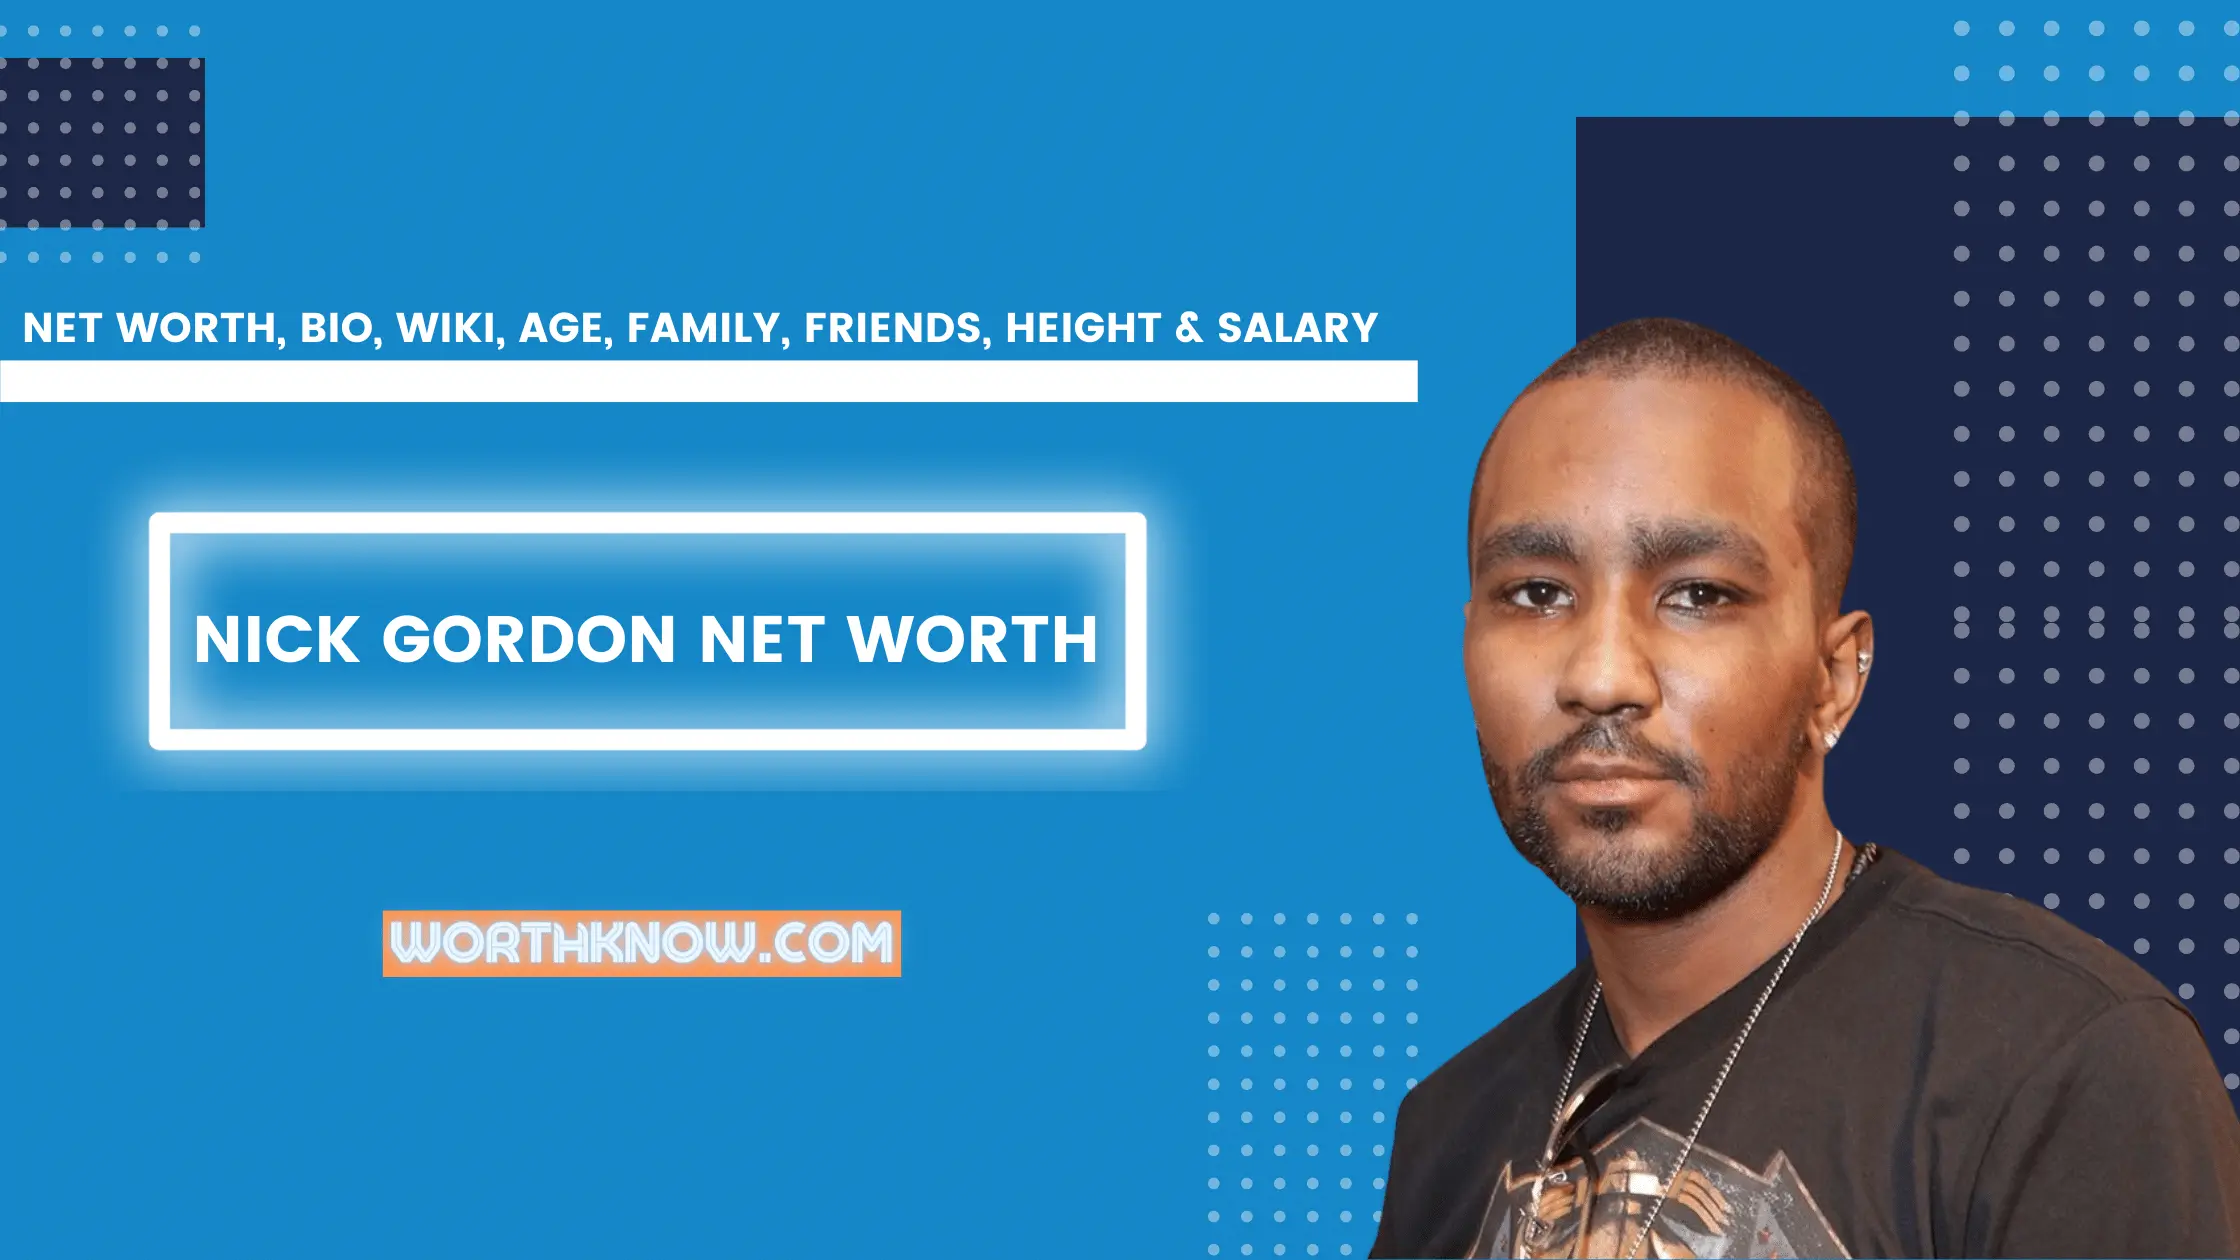 NET WORTH, BIO, WIKI, AGE, FAMILY, FRIENDS, HEIGHT & SALARY
NICK GORDON NET WORTH
WORTHKNOW.COM